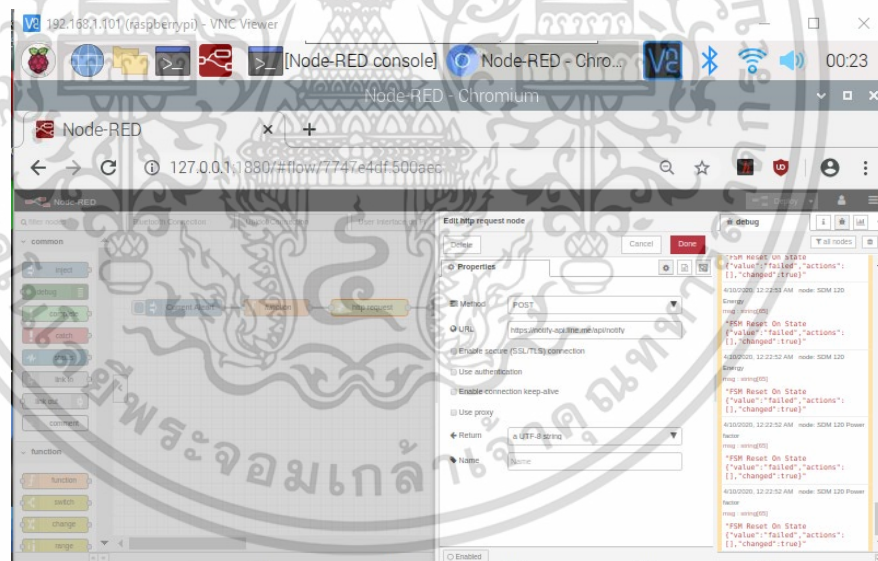 192.168.1.101 (raspberrypi) - VNC Viewer
[Node-RED console] Node-RED - Chro... 00:23
Node-RED - Chromium
Node-RED
127.0.0.1:1880/#flow/7747e4df.500aec
Node-RED Deploy
filter nodes Bluetooth Connection User interface Edit http request node debug
common Delete Cancel Done all nodes
inject Properties
Current Alert function http request
complete Method POST
catch URL https://notify-api.line.me/api/notify
status Enable secure (SSL/TLS) connection
Use authentication
link in Enable connection keep-alive
link out Use proxy
comment Return a UTF-8 string
function Name Name
function
switch
change
range
Enabled
"FSM Reset On State
{"value":"failed","actions":
[],"changed":true}"
4/10/2020, 12:22:51 AM node: SDM 120
Energy
msg : string[65]
"FSM Reset On State
{"value":"failed","actions":
[],"changed":true}"
4/10/2020, 12:22:52 AM node: SDM 120
Energy
msg : string[65]
"FSM Reset On State
{"value":"failed","actions":
[],"changed":true}"
4/10/2020, 12:22:52 AM node: SDM 120 Power
factor
msg : string[65]
"FSM Reset On State
{"value":"failed","actions":
[],"changed":true}"
4/10/2020, 12:22:52 AM node: SDM 120 Power
factor
msg : string[65]
"FSM Reset On State
{"value":"failed","actions":
[],"changed":true}"